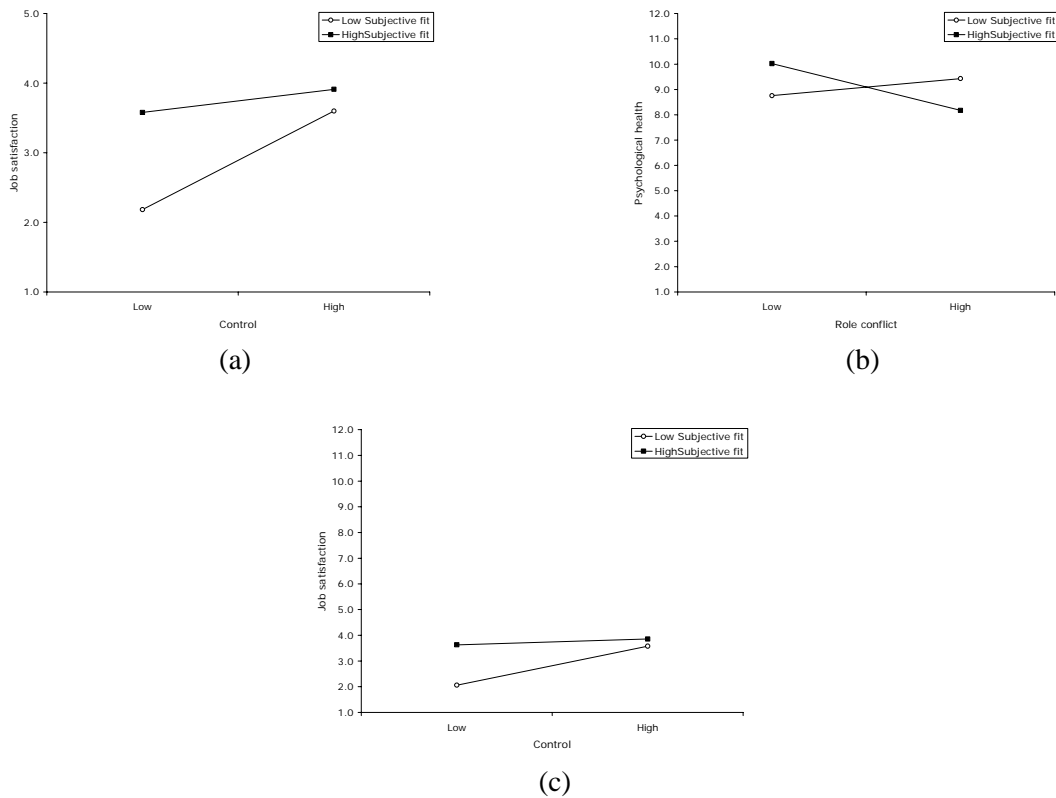 5.0
4.0
3.0
2.0
1.0
Job satisfaction
Low
High
Control
Low Subjective fit
HighSubjective fit
(a)
12.0
11.0
10.0
9.0
8.0
7.0
6.0
5.0
4.0
3.0
2.0
1.0
Psychological health
Low
High
Role conflict
Low Subjective fit
HighSubjective fit
(b)
12.0
11.0
10.0
9.0
8.0
7.0
6.0
5.0
4.0
3.0
2.0
1.0
Job satisfaction
Low
High
Control
Low Subjective fit
HighSubjective fit
(c)